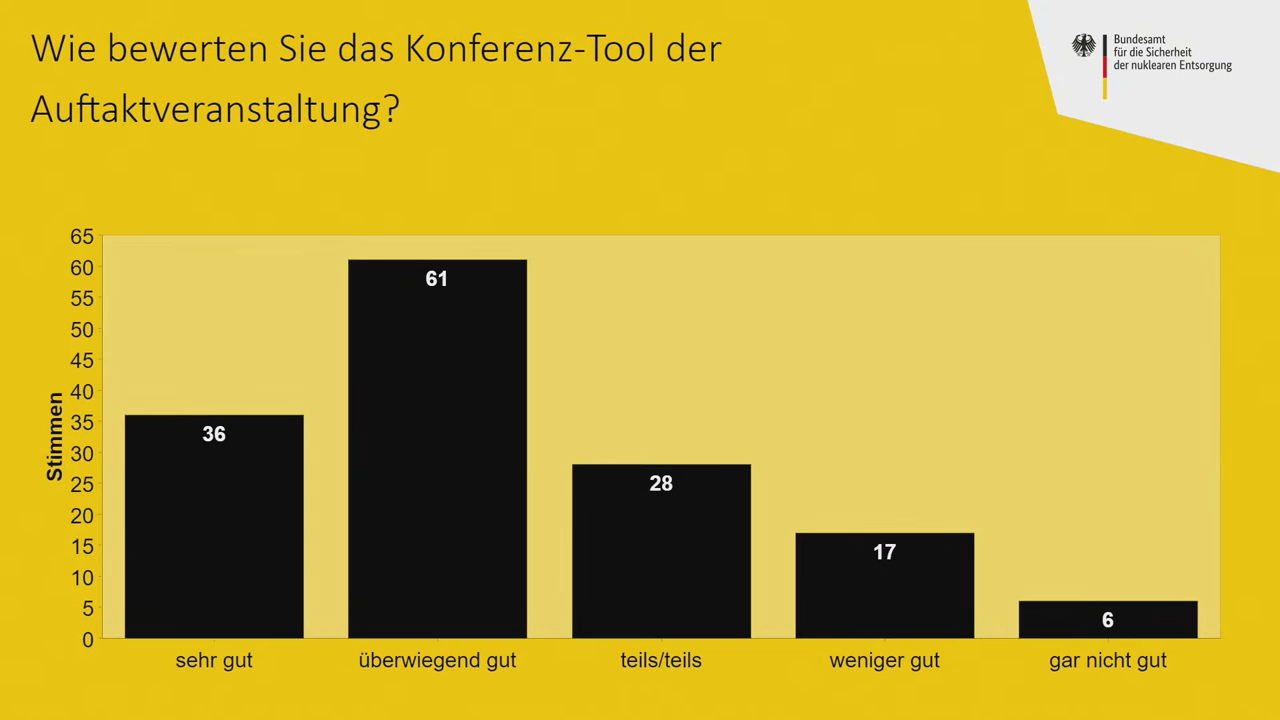 Wie bewerten Sie das Konferenz-Tool der
Auftaktveranstaltung?
Bundesamt
für die Sicherheit
der nuklearen Entsorgung
Stimmen
65
60
55
50
45
40
35
30
25
20
15
10
5
0
36
61
28
17
6
sehr gut
überwiegend gut
teils/teils
weniger gut
gar nicht gut